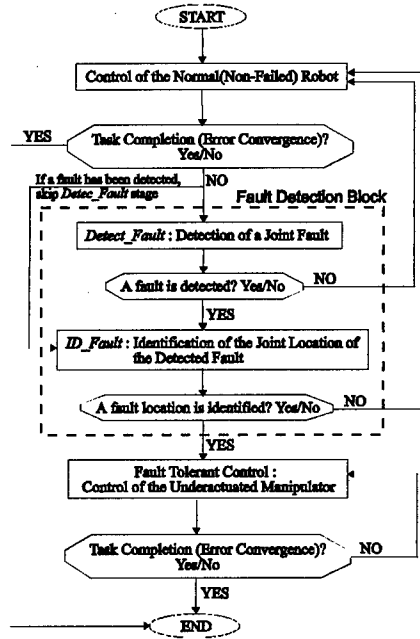 START
Control of the Normal(Non-Failed) Robot
YES
Task Completion (Error Convergence)?
Yes/No
If a fault has been detected,
skip Detec_Fault stage
NO
Fault Detection Block
Detect_Fault : Detection of a Joint Fault
A fault is detected? Yes/No
NO
YES
ID_Fault : Identification of the Joint Location of
the Detected Fault
A fault location is identified? Yes/No
NO
YES
Fault Tolerant Control :
Control of the Underactuated Manipulator
Task Completion (Error Convergence)?
Yes/No
NO
YES
END